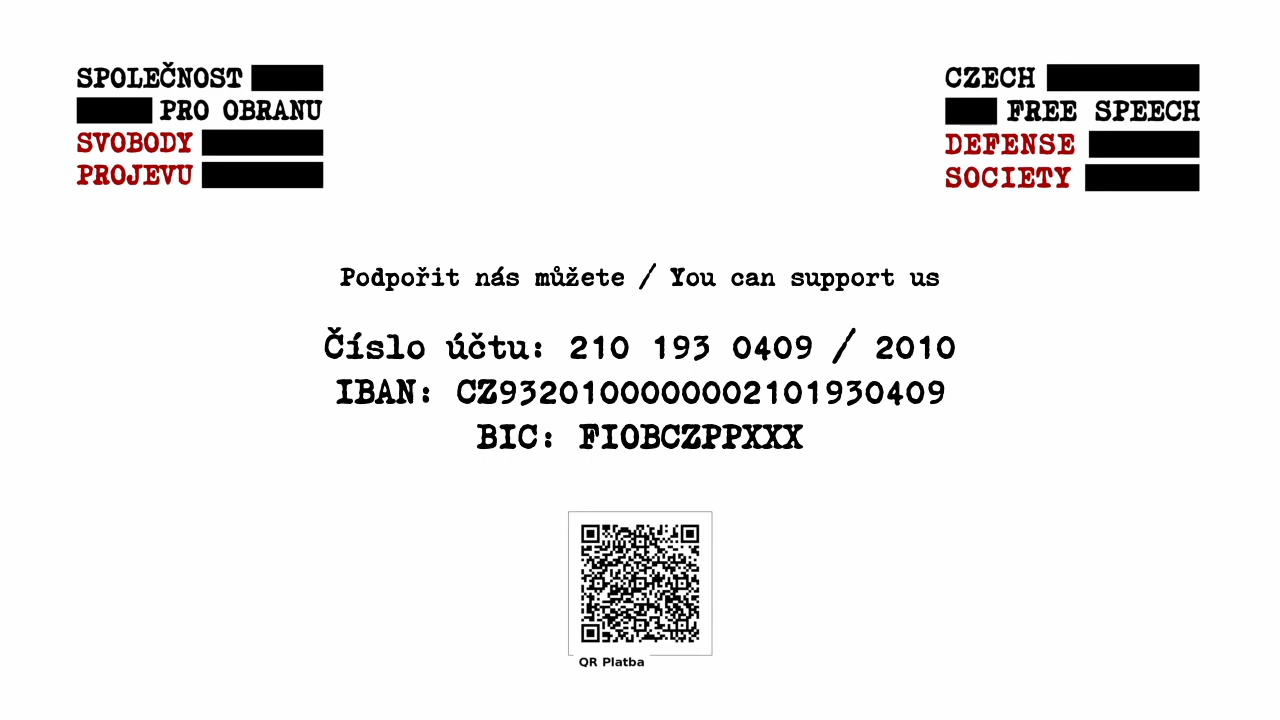 SPOLEČNOST
PRO OBRANU
SVOBODY
PROJEVU
CZECH
FREE SPEECH
DEFENSE
SOCIETY
Podpořit nás můžete / You can support us
Číslo účtu: 210 193 0409 / 2010
IBAN: CZ9320100000002101930409
BIC: FIOBCZPPXXX
QR Platba